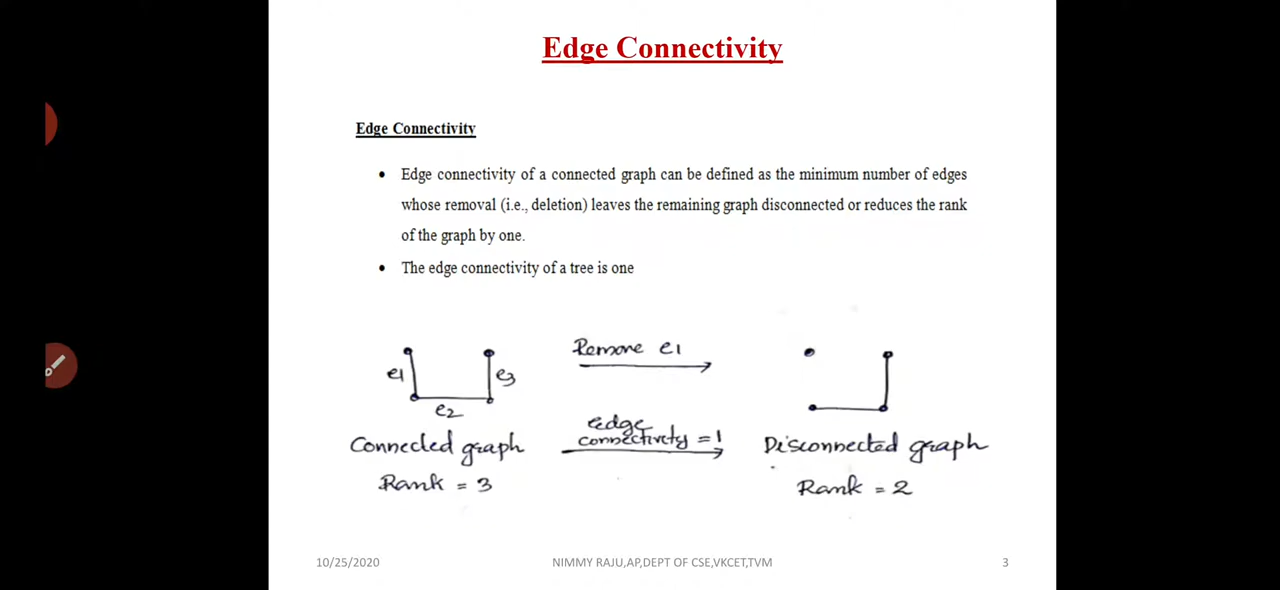 Edge Connectivity
Edge Connectivity
• Edge connectivity of a connected graph can be defined as the minimum number of edges
whose removal (i.e., deletion) leaves the remaining graph disconnected or reduces the rank
of the graph by one.
• The edge connectivity of a tree is one
Remove e1
e1
e3
e2
edge
connectivity = 1
Connected graph
Disconnected graph
Rank = 3
Rank = 2
10/25/2020
NIMMY RAJU,AP,DEPT OF CSE,VKCET,TVM
3